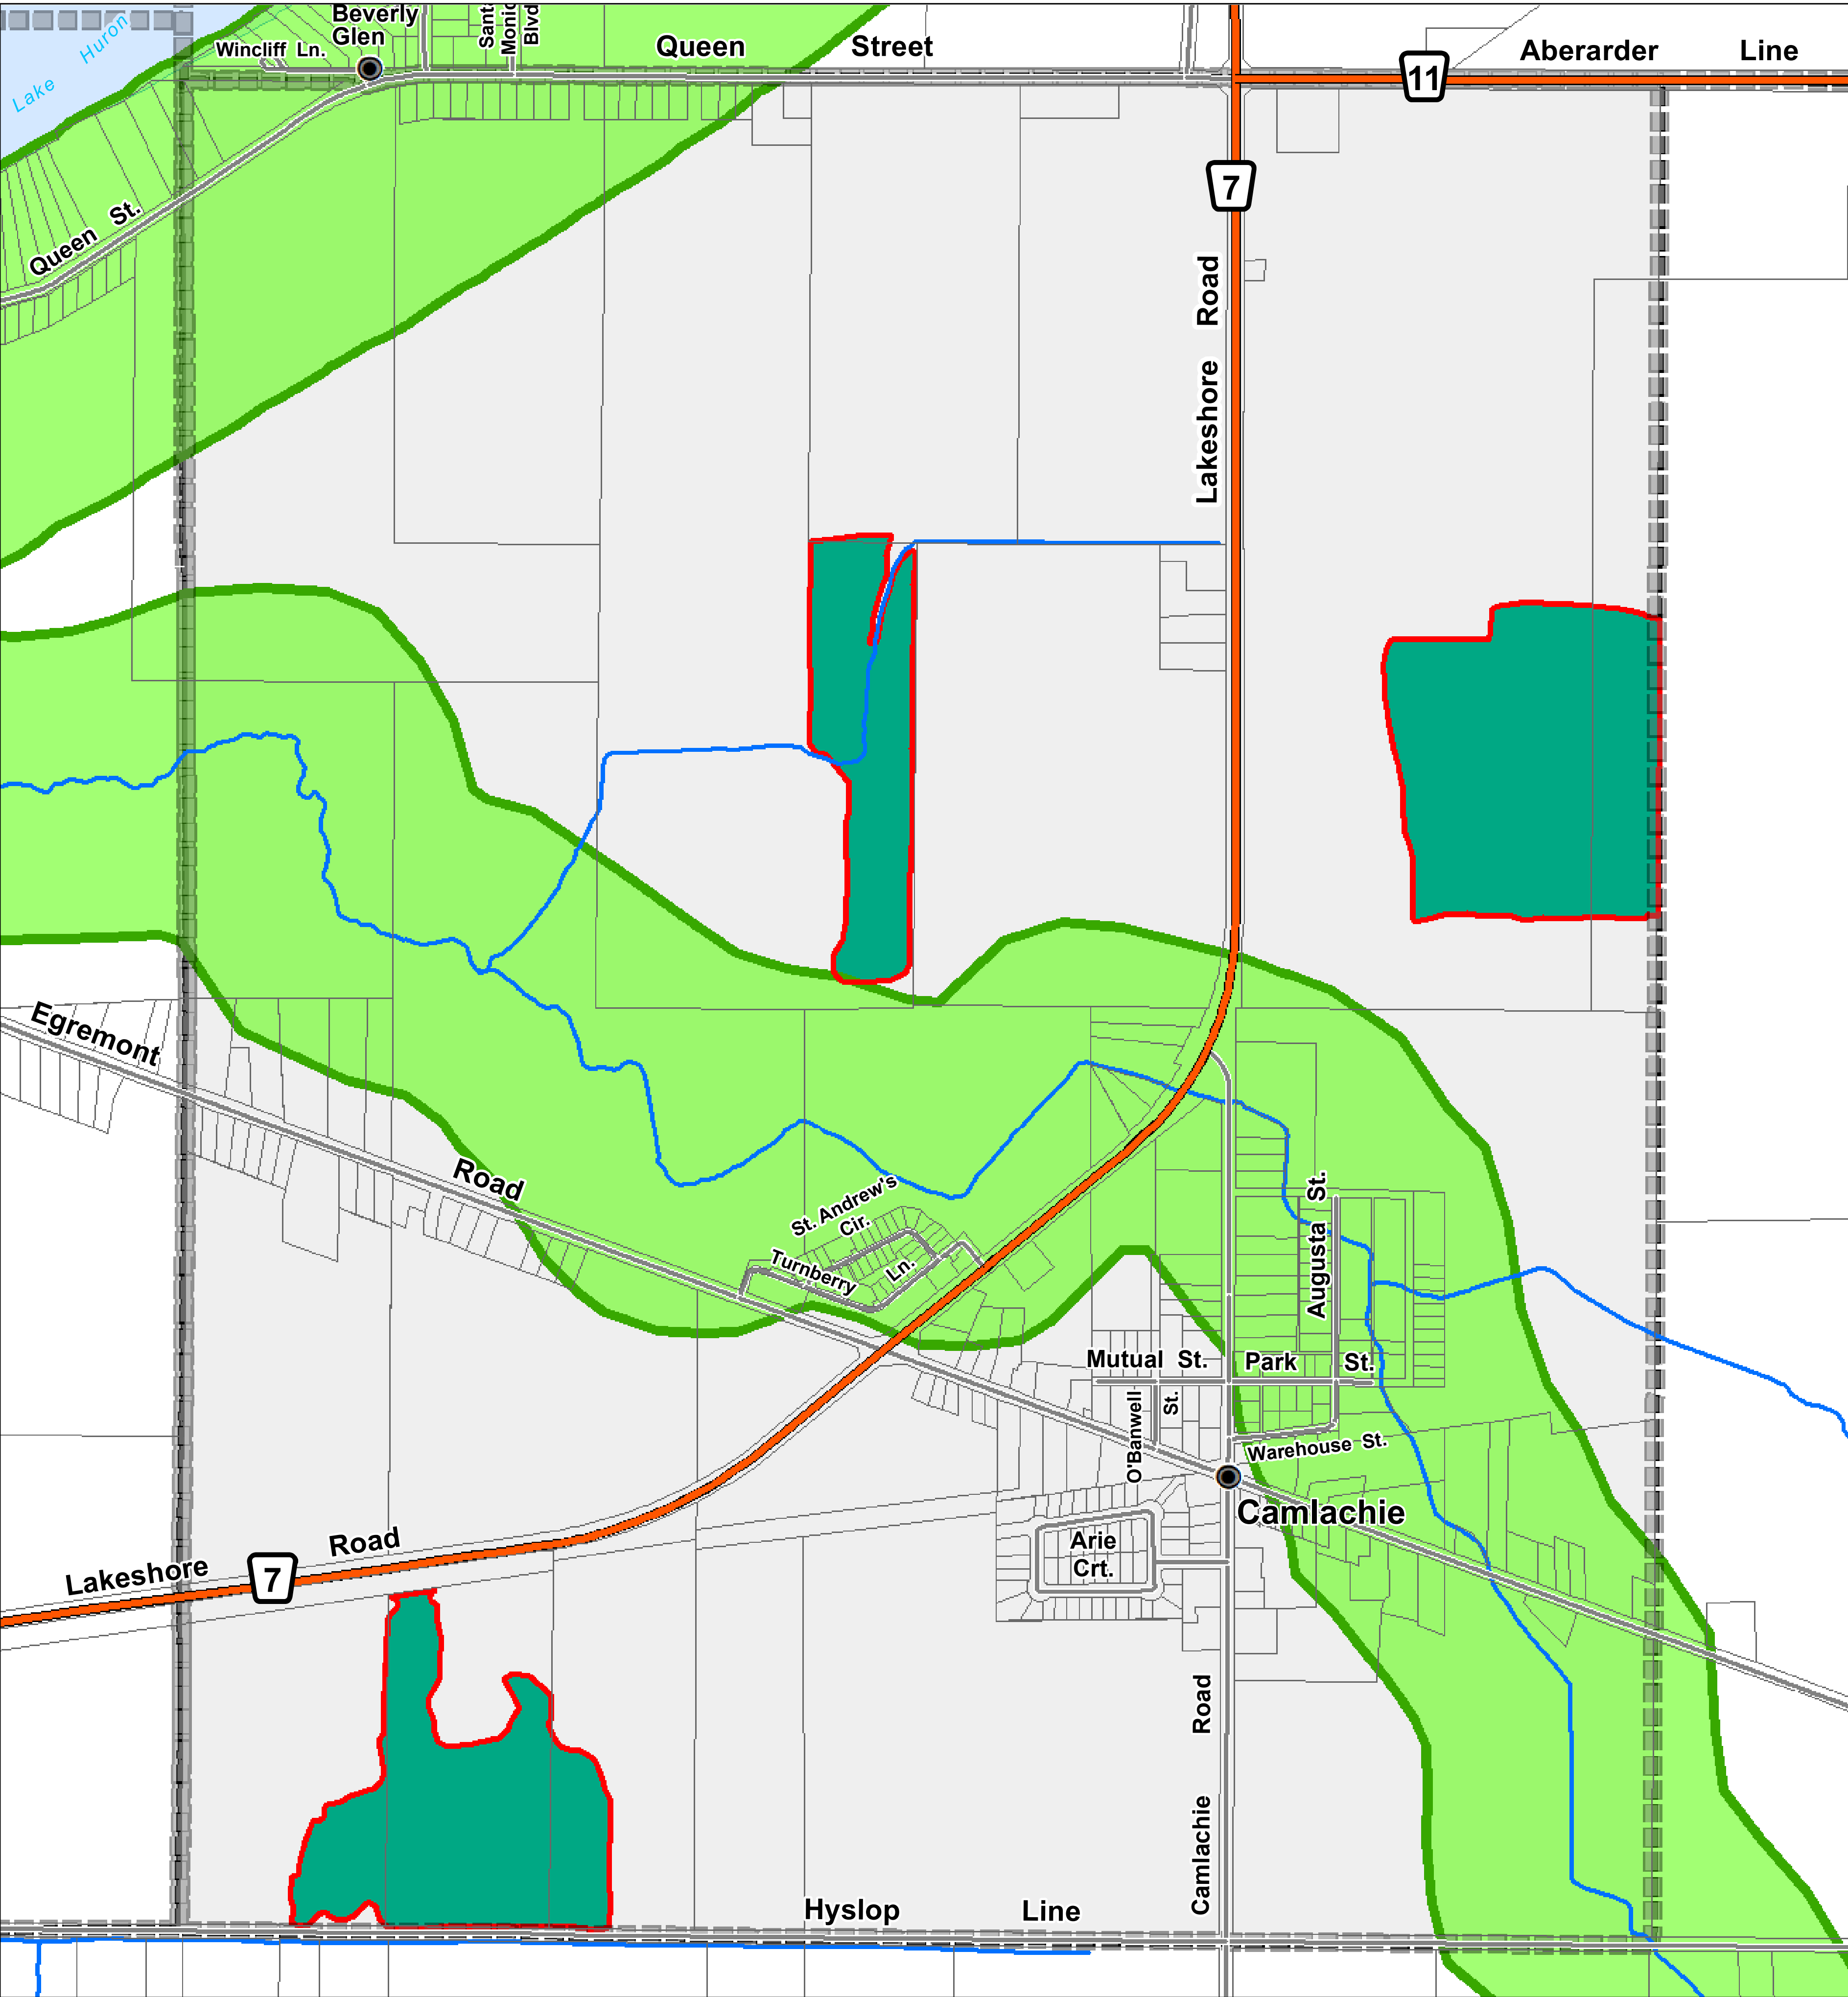 Lake Huron
Beverly
Glen
Wincliff Ln.
Blvd
Queen Street
11
Aberarder Line
Queen St.
7
Lakeshore Road
Egremont Road
St. Andrew's
Cir.
Turnberry Ln.
Augusta St.
Mutual St.
Park St.
O'Banwell
St.
Warehouse St.
Camlachie
Arie
Crt.
Lakeshore Road
7
Camlachie Road
Hyslop Line